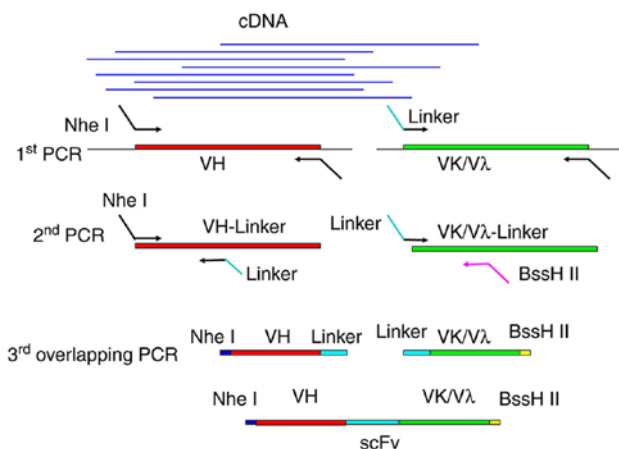 cDNA
Nhe I
Linker
1st PCR
VH
VK/Vλ
Nhe I
2nd PCR
VH-Linker
Linker
VK/Vλ-Linker
Linker
BssH II
3rd overlapping PCR
Nhe I VH Linker
Linker VK/Vλ BssH II
Nhe I VH VK/Vλ BssH II
scFv